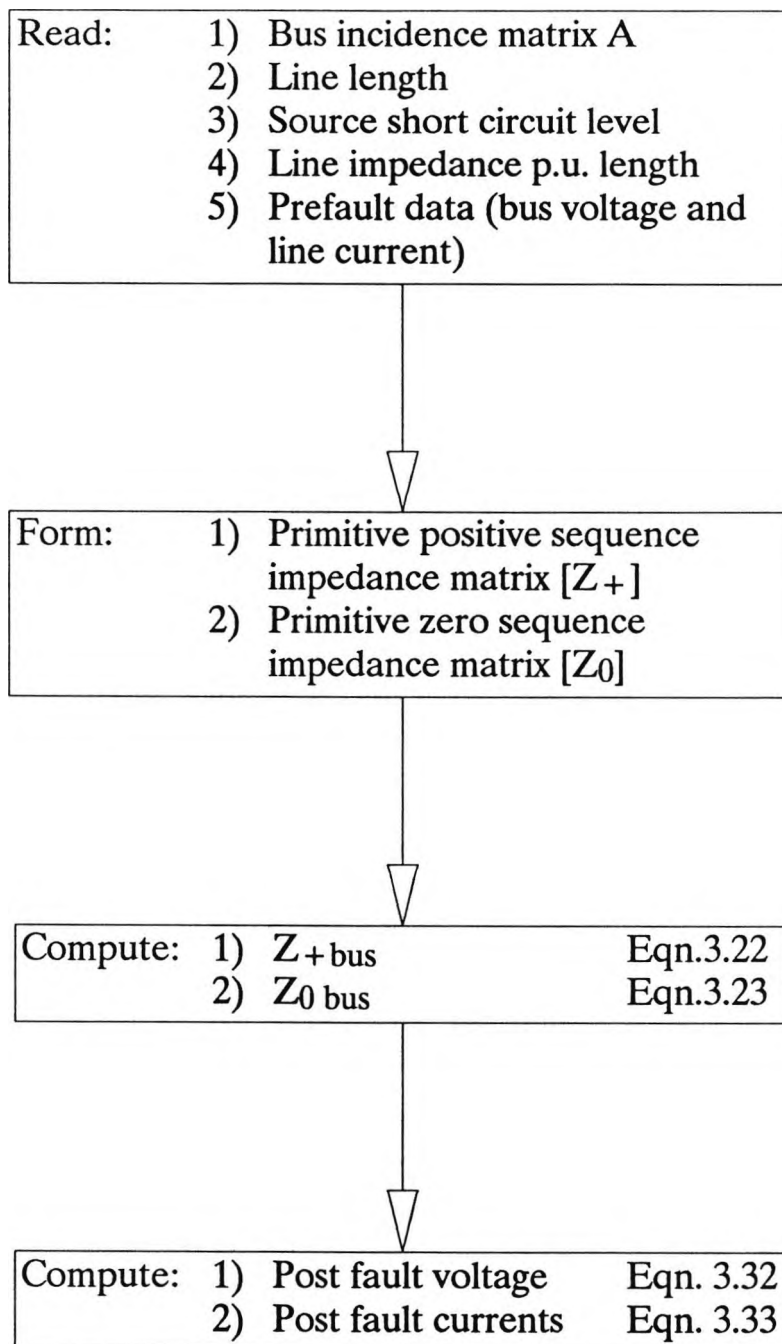 Read: 1) Bus incidence matrix A
2) Line length
3) Source short circuit level
4) Line impedance p.u. length
5) Prefault data (bus voltage and
line current)
Form: 1) Primitive positive sequence
impedance matrix [Z+]
2) Primitive zero sequence
impedance matrix [Z0]
Compute: 1) Z+bus Eqn.3.22
2) Z0 bus Eqn.3.23
Compute: 1) Post fault voltage Eqn. 3.32
2) Post fault currents Eqn. 3.33